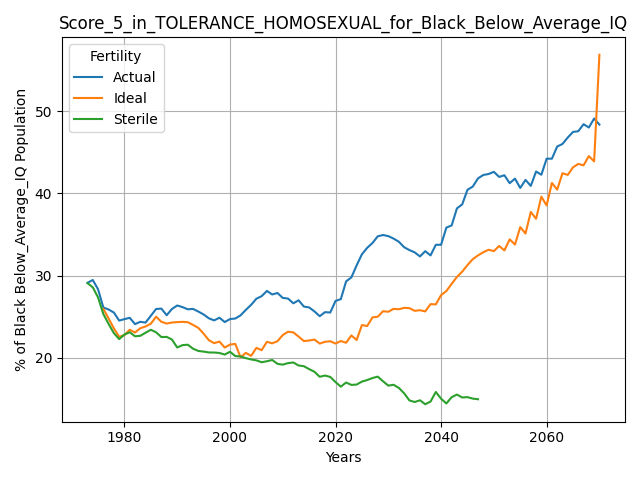 Score_5_in_TOLERANCE_HOMOSEXUAL_for_Black_Below_Average_IQ
Fertility
Actual
Ideal
Sterile
% of Black Below_Average_IQ Population
50
40
30
20
1980
2000
2020
2040
2060
Years